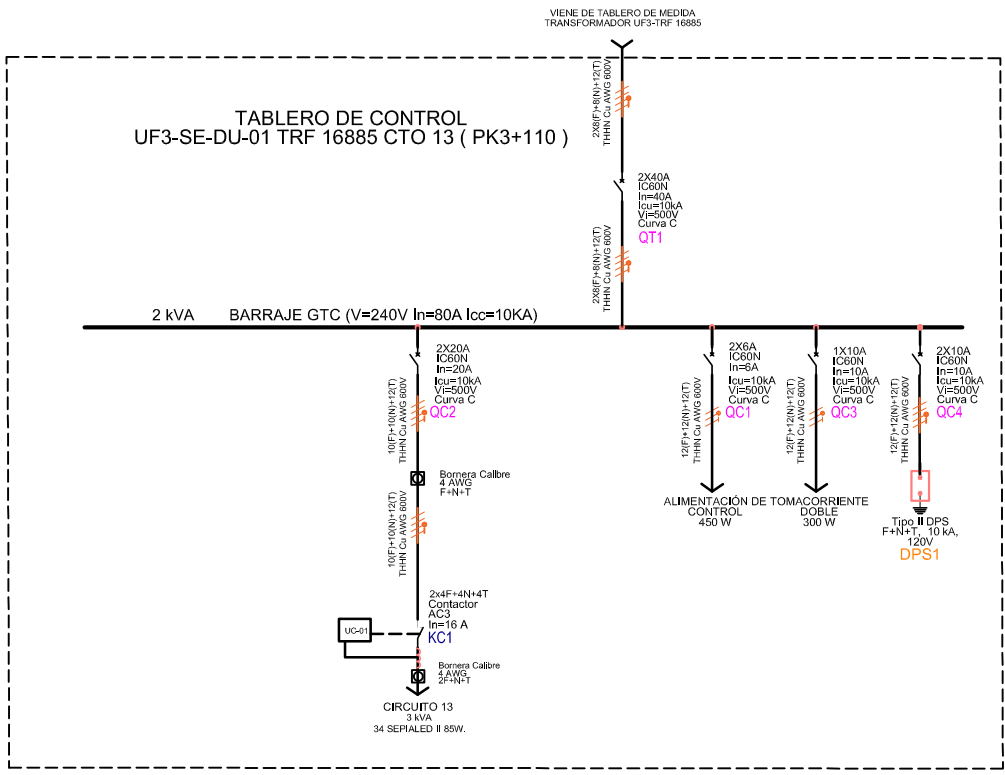 VIENE DE TABLERO DE MEDIDA
TRANSFORMADOR UF3-TRF 16885
TABLERO DE CONTROL
UF3-SE-DU-01 TRF 16885 CTO 13 ( PK3+110 )
2X8(F)+8(N)+12(T)
THHN Cu AWG 600V
2X40A
IC60N
In=40A
Icu=10kA
Vi=500V
Curva C
QT1
2X8(F)+8(N)+12(T)
THHN Cu AWG 600V
2 kVA
BARRAJE GTC (V=240V In=80A Icc=10KA)
2X20A
IC60N
In=20A
Icu=10kA
Vi=500V
Curva C
QC2
10(F)+10(N)+12(T)
THHN Cu AWG 600V
Bornera Calibre
4 AWG
F+N+T
10(F)+10(N)+12(T)
THHN Cu AWG 600V
2x4F+4N+4T
Contactor
AC3
In=16 A
KC1
UC-01
Bornera Calibre
4 AWG
2F+N+T
CIRCUITO 13
3 kVA
34 SEPIALED II 85W.
2X6A
IC60N
In=6A
Icu=10kA
Vi=500V
Curva C
QC1
12(F)+12(N)+12(T)
THHN Cu AWG 600V
ALIMENTACIÓN DE
CONTROL
450 W
1X10A
IC60N
In=10A
Icu=10kA
Vi=500V
Curva C
QC3
12(F)+12(N)+12(T)
THHN Cu AWG 600V
TOMACORRIENTE
DOBLE
300 W
2X10A
IC60N
In=10A
Icu=10kA
Vi=500V
Curva C
QC4
12(F)+12(N)+12(T)
THHN Cu AWG 600V
Tipo II DPS
F+N+T, 10 kA,
120V
DPS1